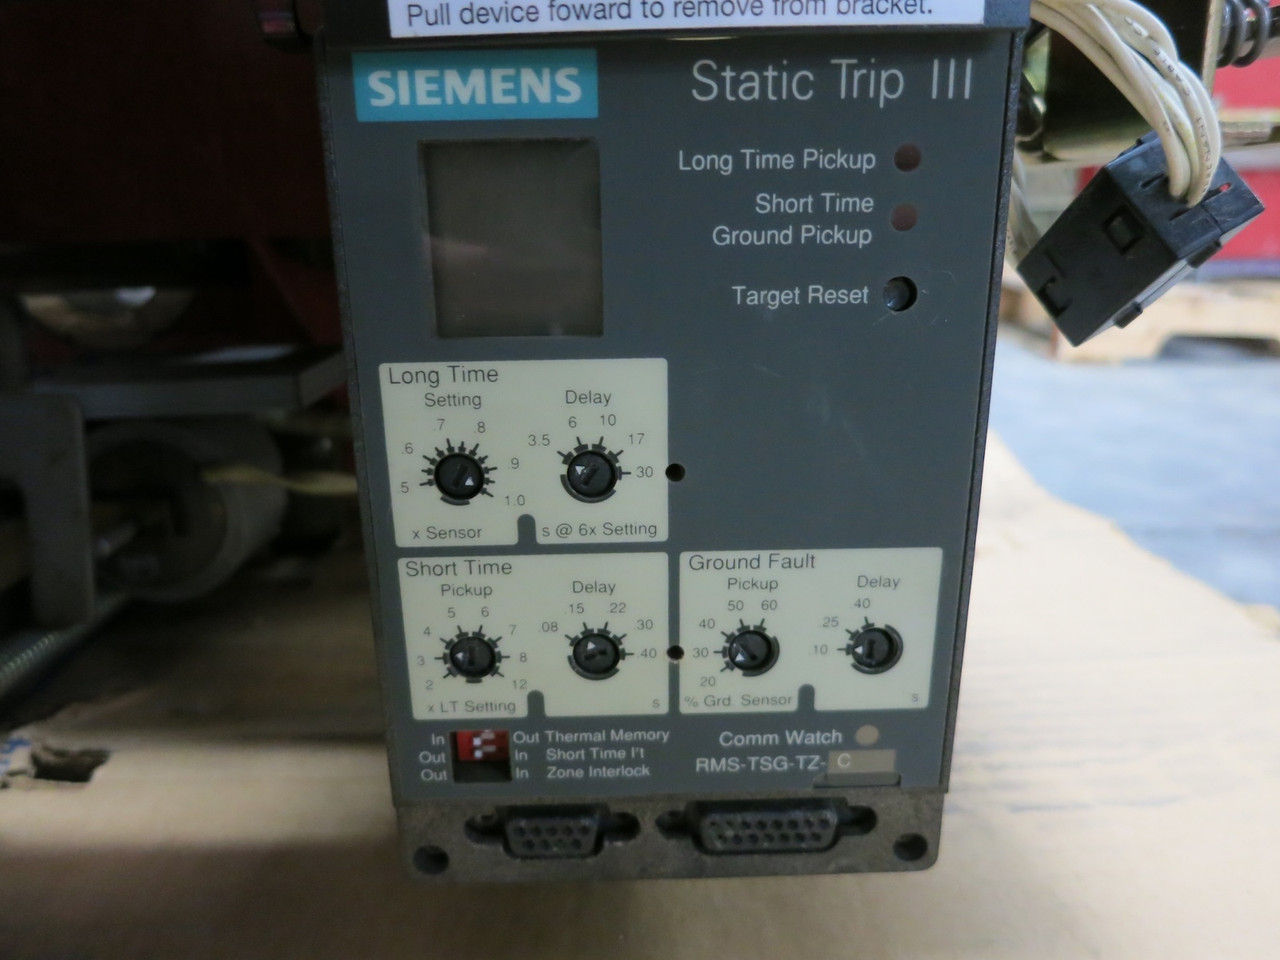 Pull device foward to remove from bracket.
SIEMENS
Static Trip III
Long Time Pickup
Short Time
Ground Pickup
Target Reset
Long Time
Setting
.5 .6 .7 .8 .9 1.0
x Sensor
Delay
3.5 6 10 17 30
s @ 6x Setting
Short Time
Pickup
2 3 4 5 6 7 8 12
x LT Setting
Delay
.08 .15 .22 .30 .40
s
Ground Fault
Pickup
20 30 40 50 60
% Grd Sensor
Delay
.10 .25 .40
s
In Out Thermal Memory
Out In Short Time I²t
Out In Zone Interlock
Comm Watch
RMS-TSG-TZ- C